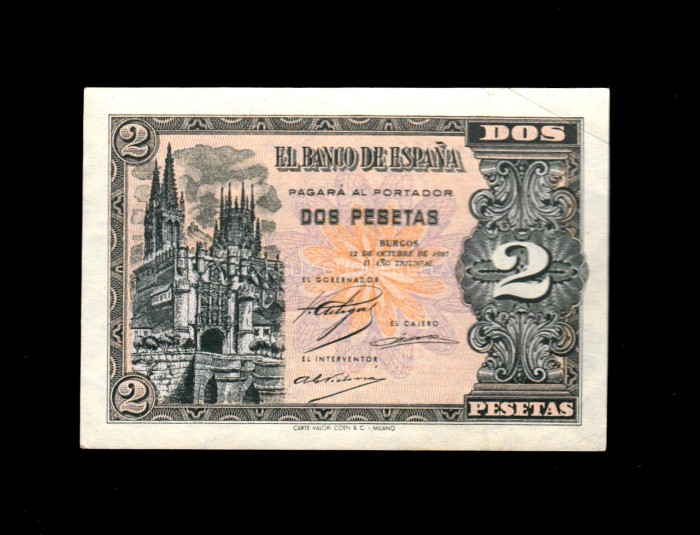 2
DOS
EL BANCO DE ESPAÑA
PAGARÁ AL PORTADOR
DOS PESETAS
BURGOS
12 DE OCTUBRE DE 1937
II AÑO TRIUNFAL
2
EL GOBERNADOR
EL CAJERO
EL INTERVENTOR
2
PESETAS
CARTE VALORI COEN & C - MILANO